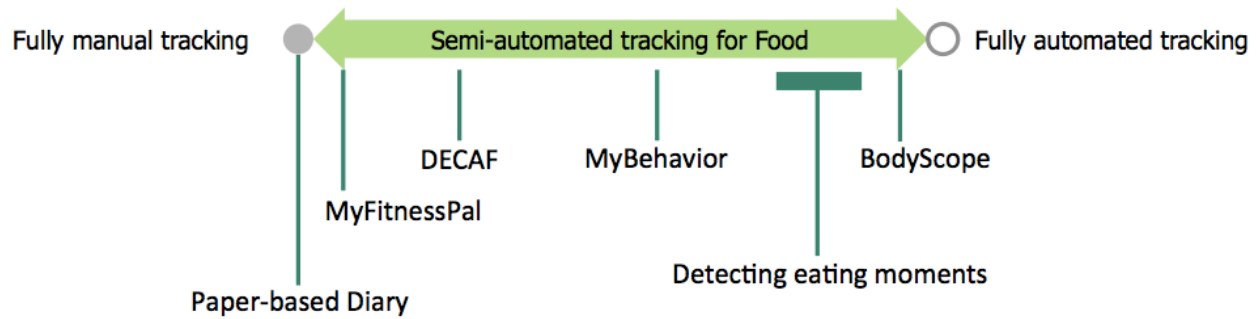 Fully manual tracking
Semi-automated tracking for Food
Fully automated tracking
DECAF
MyBehavior
BodyScope
MyFitnessPal
Detecting eating moments
Paper-based Diary